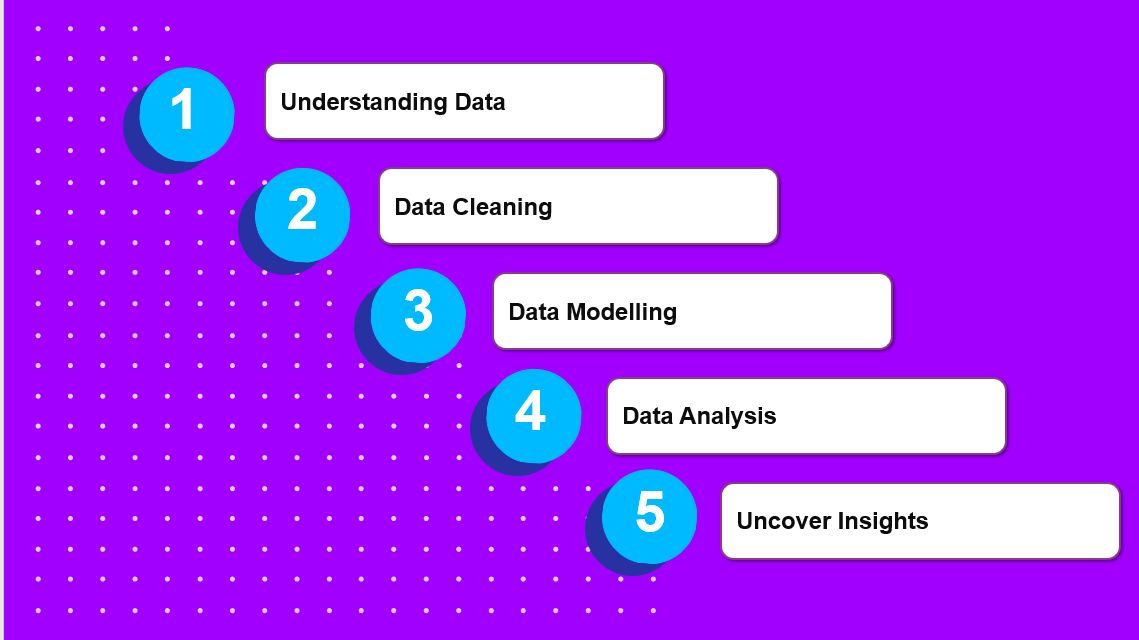 1
Understanding Data
2
Data Cleaning
3
Data Modelling
4
Data Analysis
5
Uncover Insights